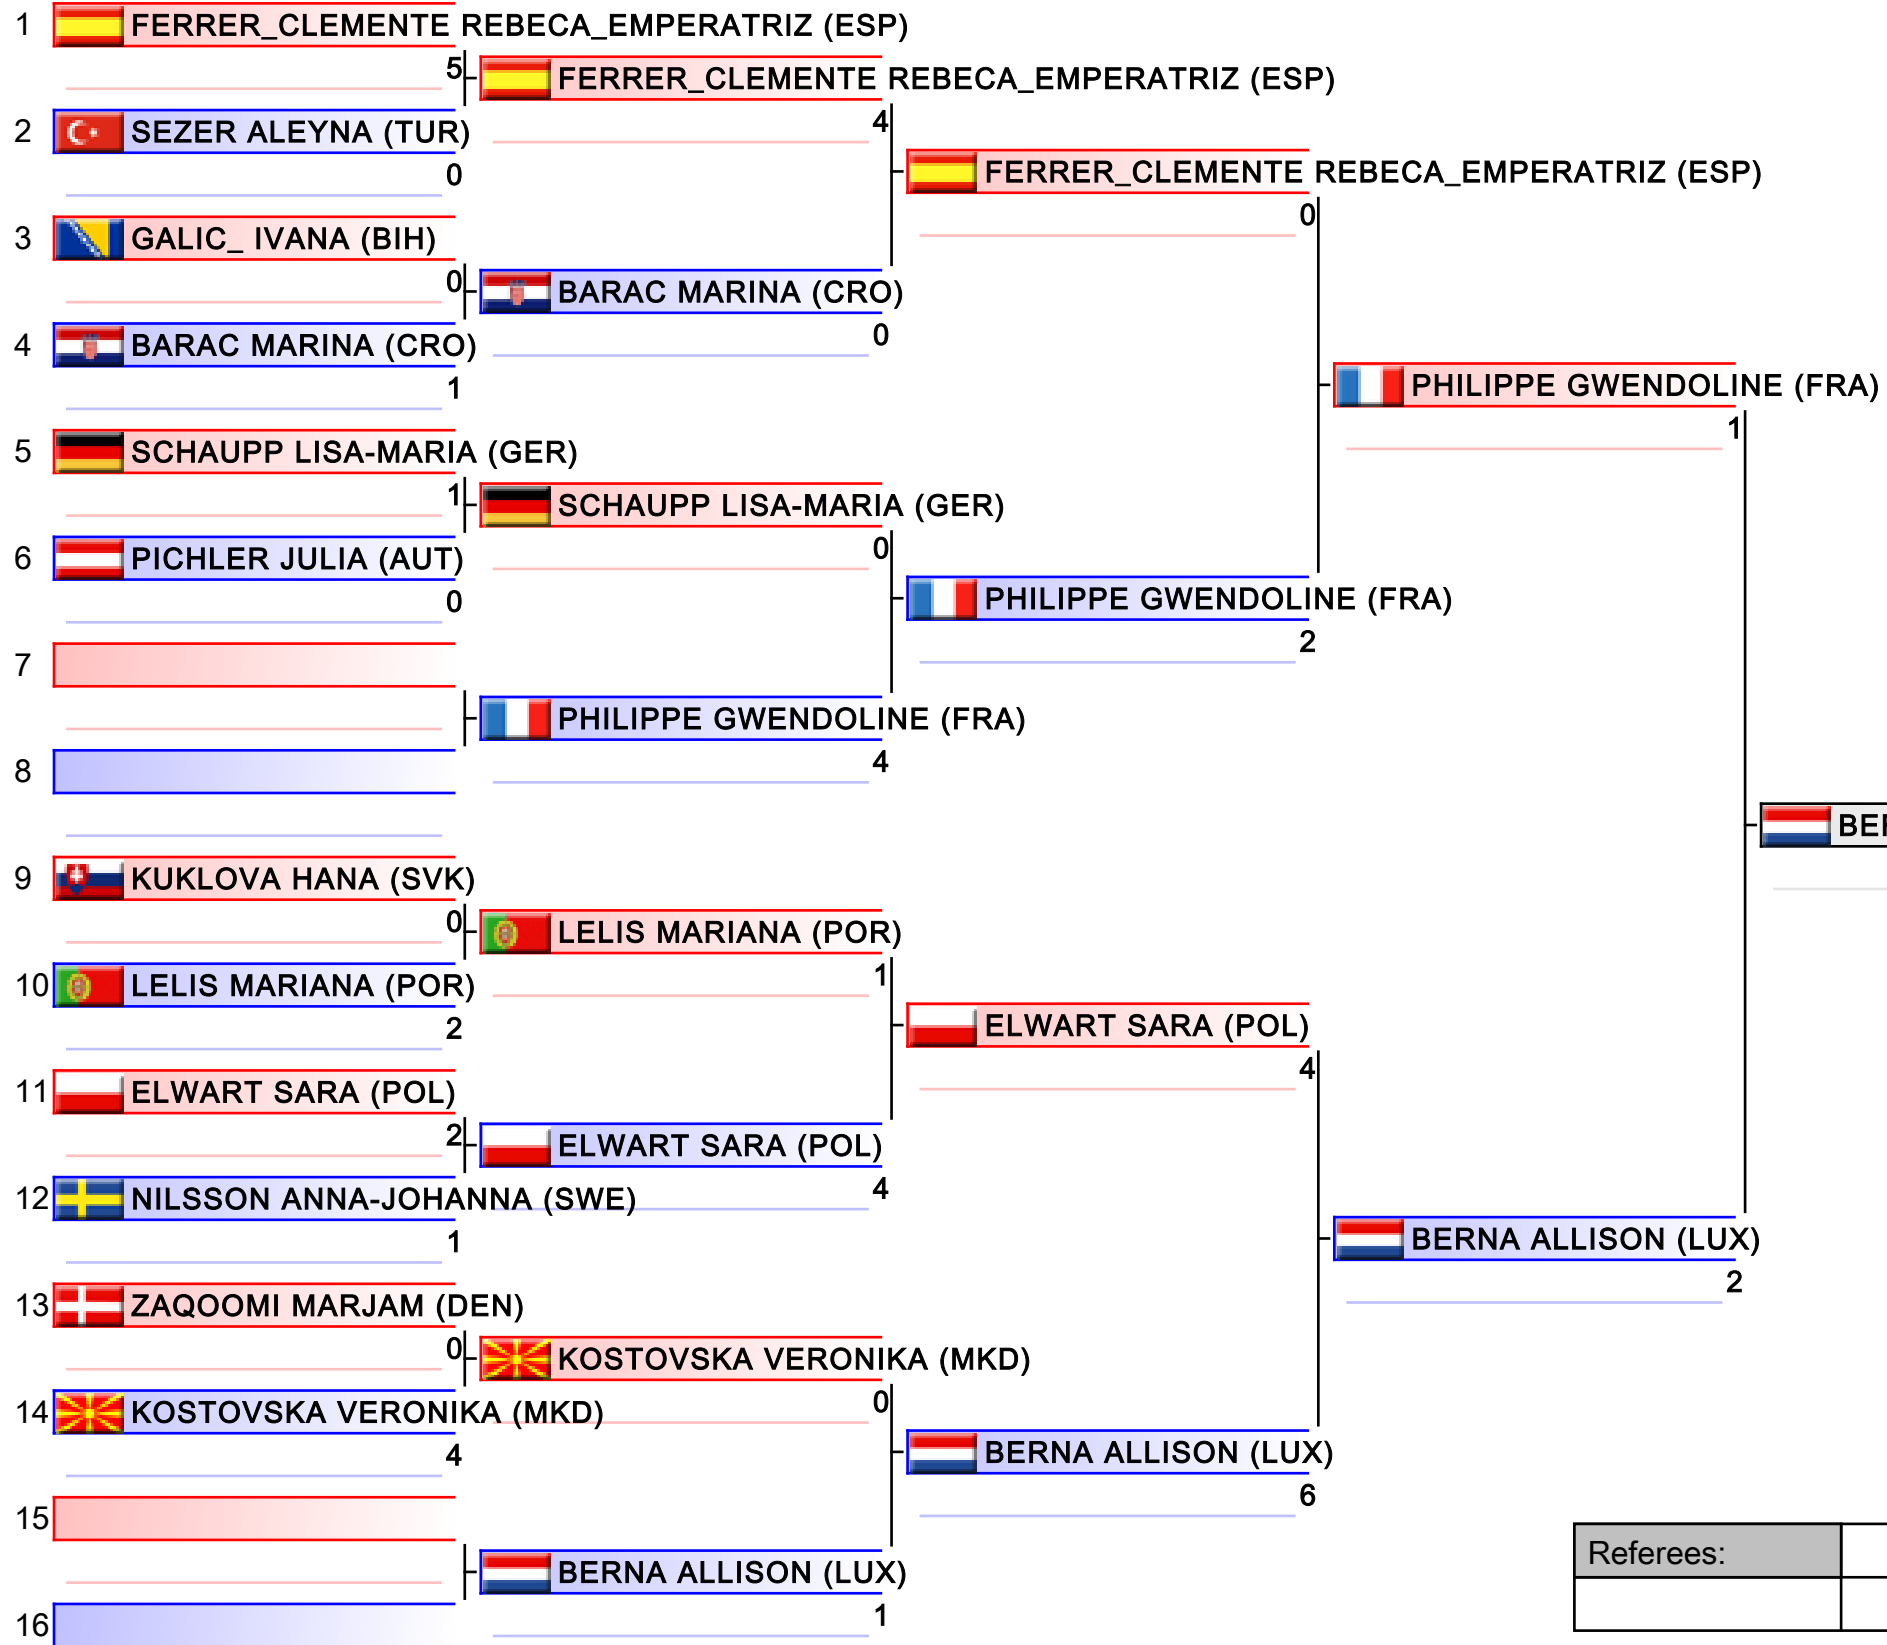 1 FERRER_CLEMENTE REBECA_EMPERATRIZ (ESP)
5 FERRER_CLEMENTE REBECA_EMPERATRIZ (ESP)
4
2 SEZER ALEYNA (TUR)
0
FERRER_CLEMENTE REBECA_EMPERATRIZ (ESP)
0
3 GALIC_ IVANA (BIH)
0 BARAC MARINA (CRO)
0
4 BARAC MARINA (CRO)
1
PHILIPPE GWENDOLINE (FRA)
1
5 SCHAUPP LISA-MARIA (GER)
1 SCHAUPP LISA-MARIA (GER)
0
6 PICHLER JULIA (AUT)
0
PHILIPPE GWENDOLINE (FRA)
2
7
PHILIPPE GWENDOLINE (FRA)
4
8
9 KUKLOVA HANA (SVK)
0 LELIS MARIANA (POR)
1
10 LELIS MARIANA (POR)
2
ELWART SARA (POL)
4
11 ELWART SARA (POL)
2 ELWART SARA (POL)
4
12 NILSSON ANNA-JOHANNA (SWE)
1
BERNA ALLISON (LUX)
2
13 ZAQOOMI MARJAM (DEN)
0 KOSTOVSKA VERONIKA (MKD)
0
14 KOSTOVSKA VERONIKA (MKD)
4
BERNA ALLISON (LUX)
6
15
BERNA ALLISON (LUX)
1
16
Referees: